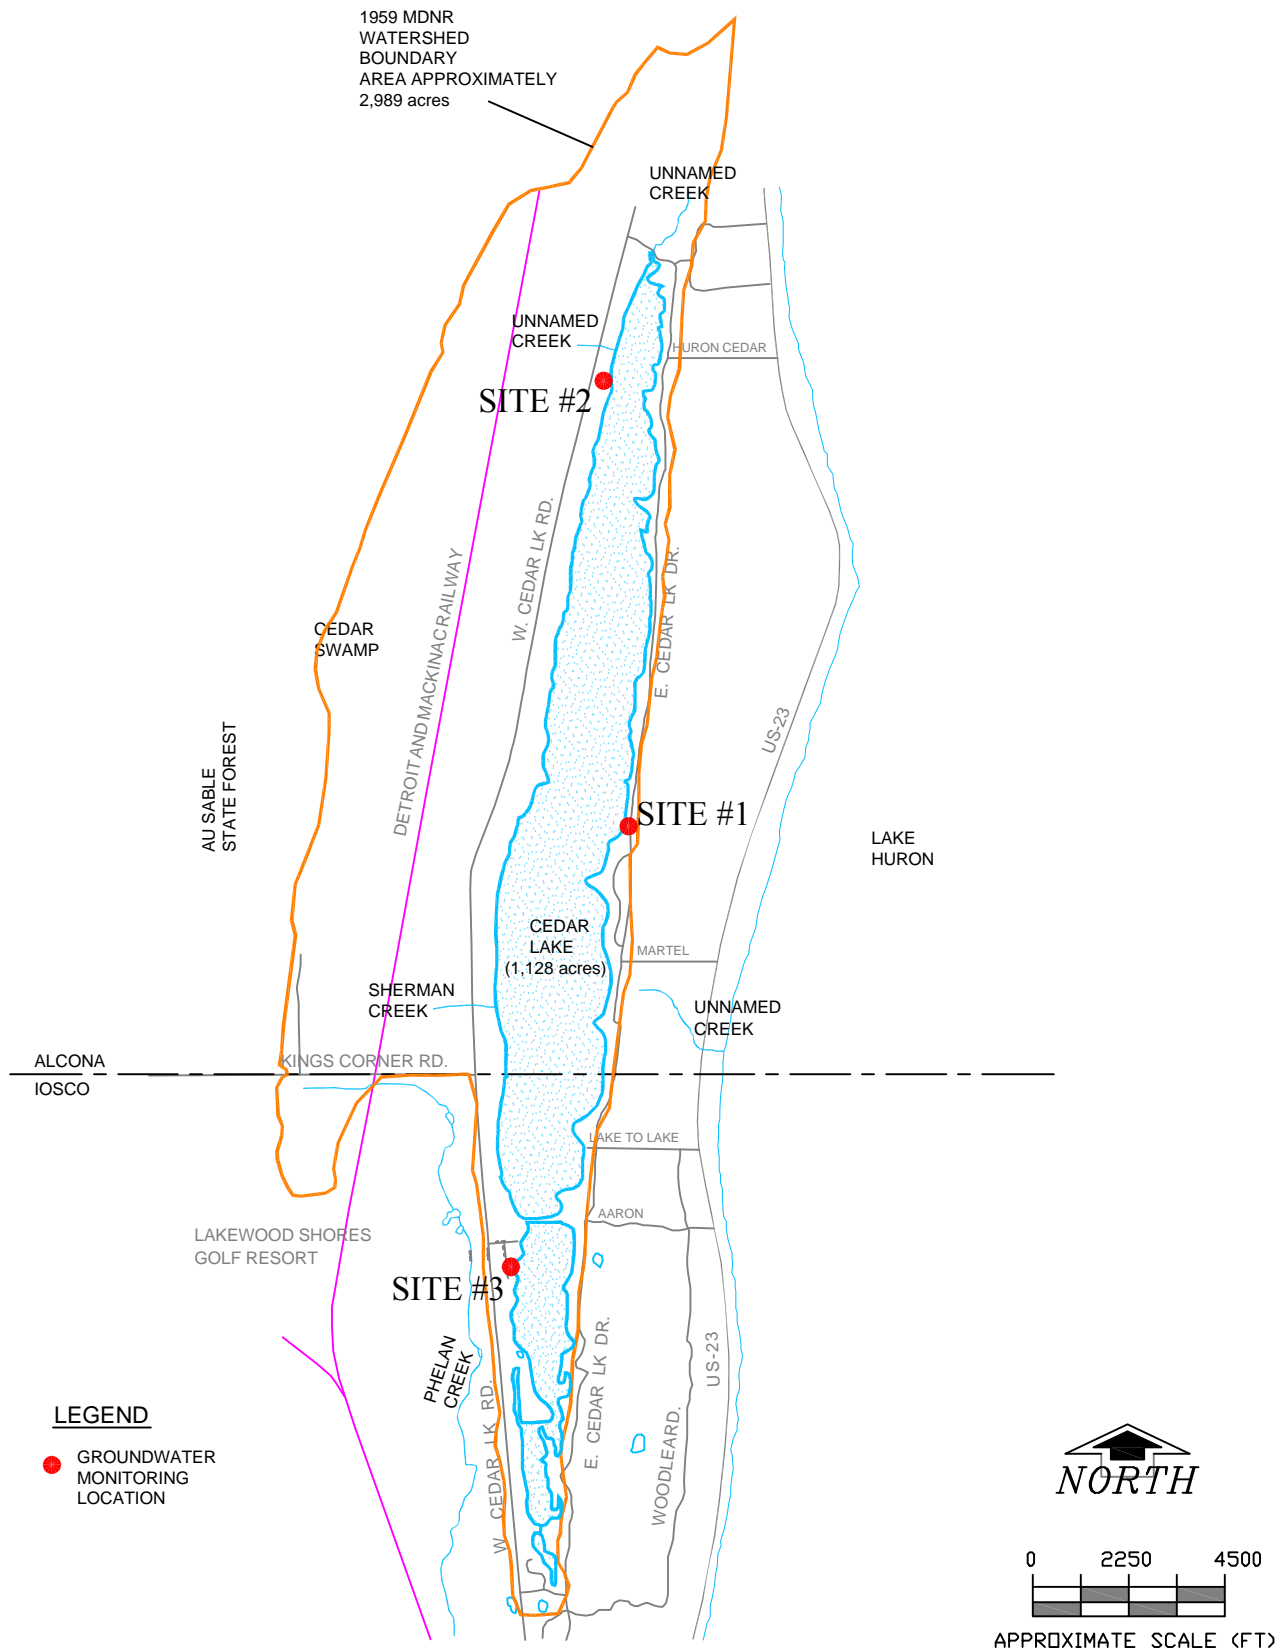 1959 MDNR
WATERSHED
BOUNDARY
AREA APPROXIMATELY
2,989 acres
UNNAMED
CREEK
UNNAMED
CREEK
HURON CEDAR
SITE #2
W. CEDAR LK RD.
E. CEDAR LK DR.
DETROIT AND MACKINAC RAILWAY
CEDAR
SWAMP
US-23
AU SABLE
STATE FOREST
SITE #1
LAKE
HURON
CEDAR
LAKE
(1,128 acres)
MARTEL
SHERMAN
CREEK
UNNAMED
CREEK
ALCONA
KINGS CORNER RD.
IOSCO
LAKE TO LAKE
AARON
LAKEWOOD SHORES
GOLF RESORT
SITE #3
PHELAN
CREEK
W. CEDAR LK RD.
E. CEDAR LK DR.
US-23
WOODLEA RD.
LEGEND
GROUNDWATER
MONITORING
LOCATION
NORTH
0 2250 4500
APPROXIMATE SCALE (FT)